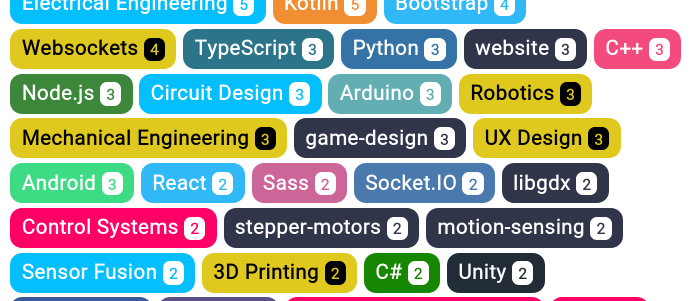 Electrical Engineering 5 Kotlin 5 Bootstrap 4
Websockets 4 TypeScript 3 Python 3 website 3 C++ 3
Node.js 3 Circuit Design 3 Arduino 3 Robotics 3
Mechanical Engineering 3 game-design 3 UX Design 3
Android 3 React 2 Sass 2 Socket.IO 2 libgdx 2
Control Systems 2 stepper-motors 2 motion-sensing 2
Sensor Fusion 2 3D Printing 2 C# 2 Unity 2